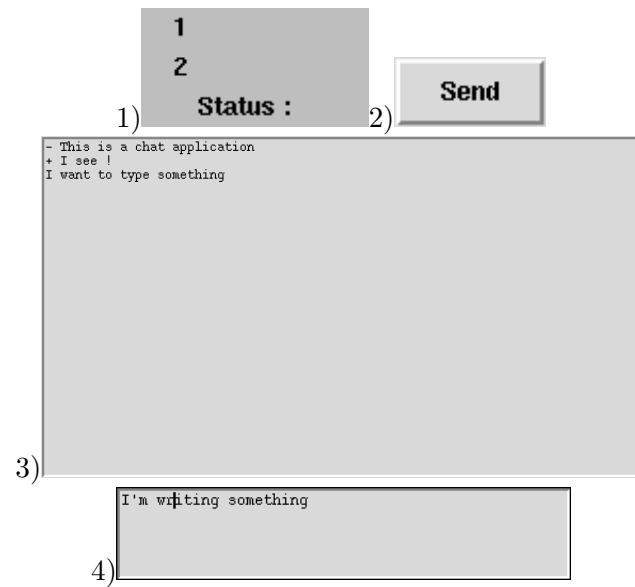 1
2
1) Status :
2) Send
- This is a chat application
+ I see !
I want to type something
3)
I'm writing something
4)